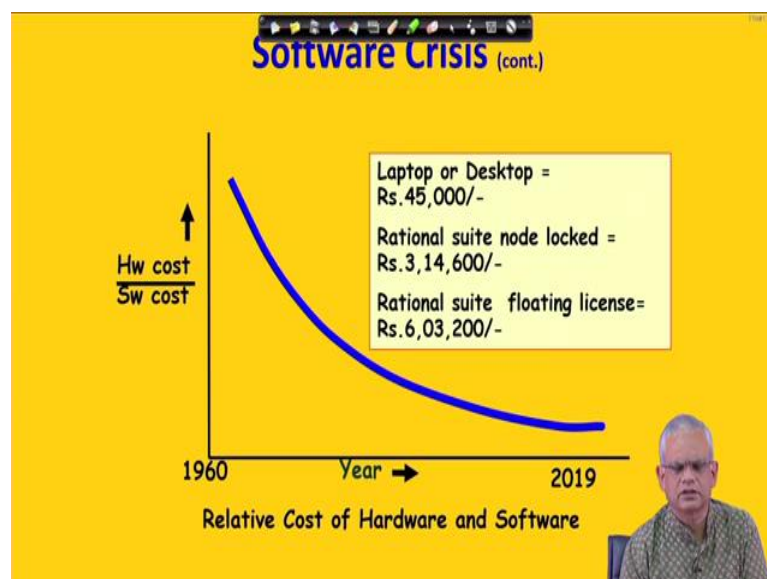 Software Crisis (cont.)
Laptop or Desktop =
Rs.45,000/-
Rational suite node locked =
Rs.3,14,600/-
Rational suite floating license=
Rs.6,03,200/-
Hw cost
Sw cost
1960
Year
2019
Relative Cost of Hardware and Software